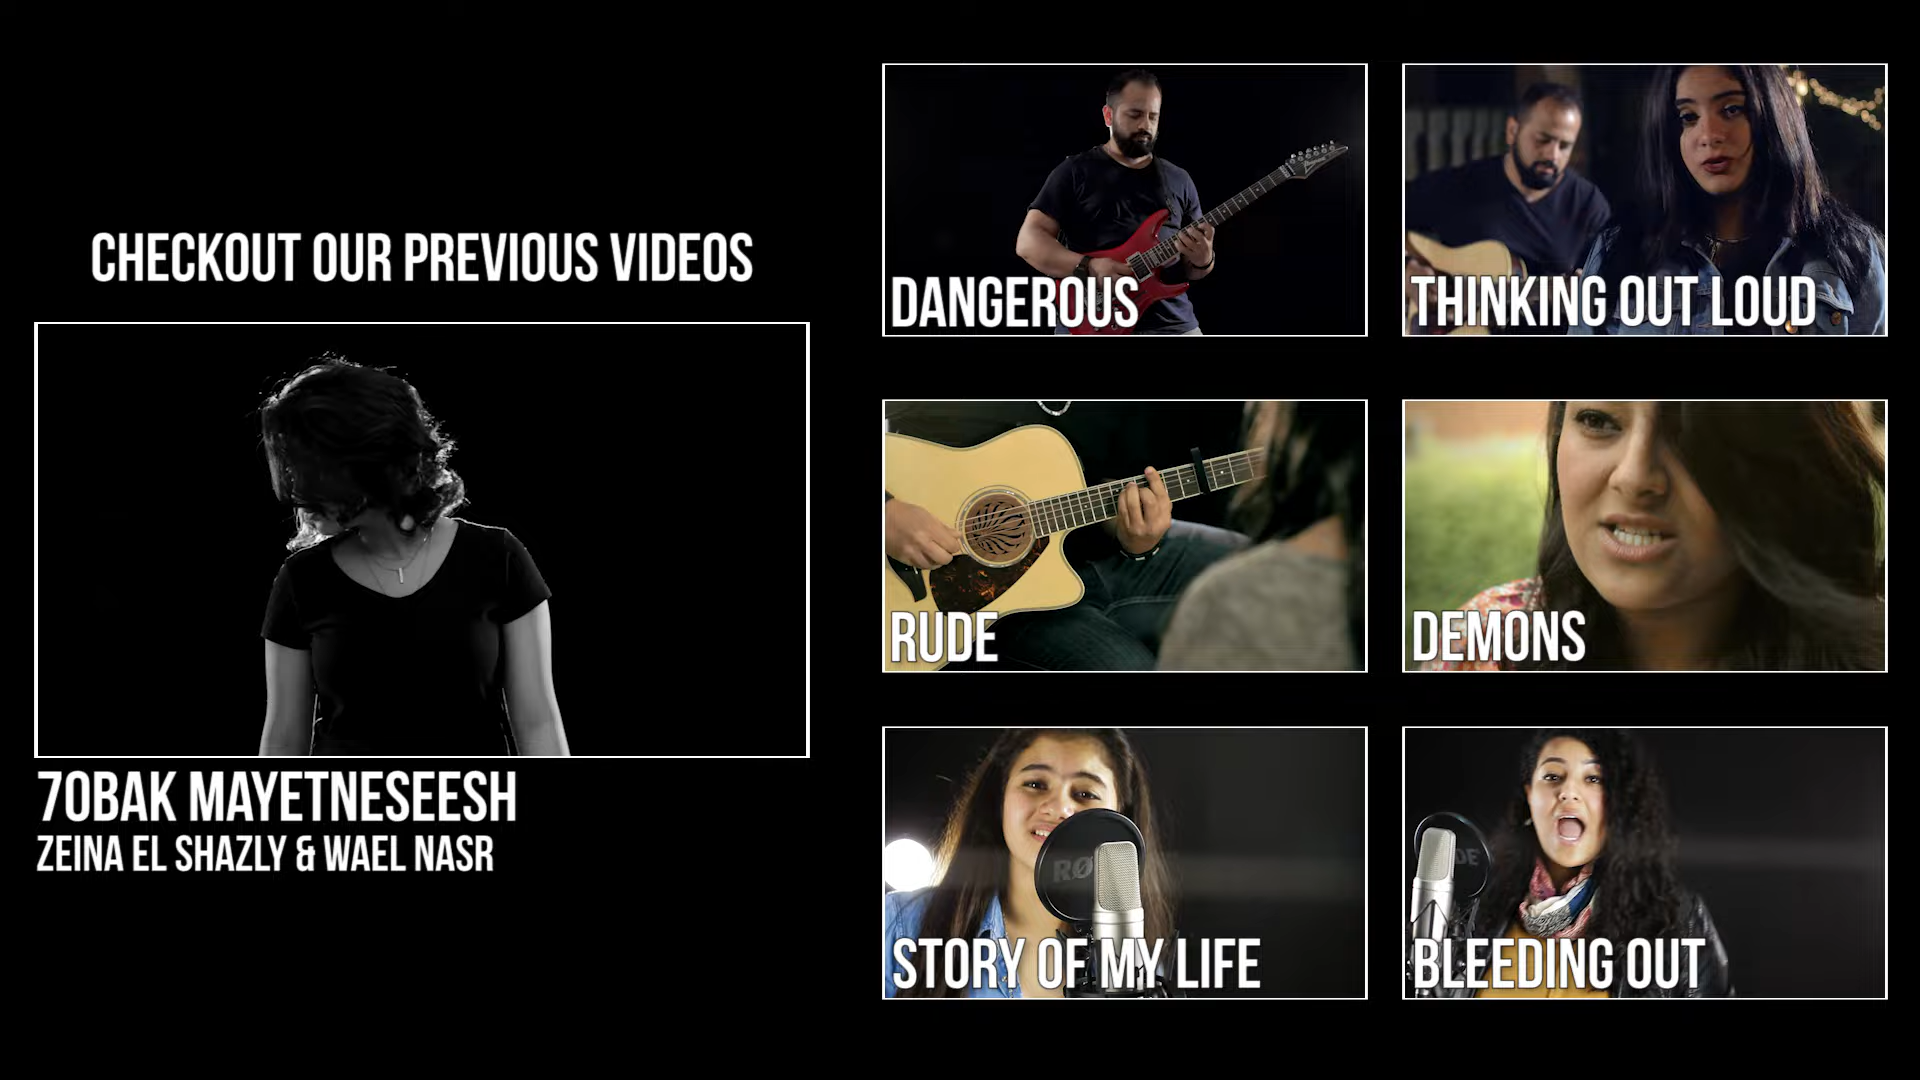 CHECKOUT OUR PREVIOUS VIDEOS
7OBAK MAYETNESEESH
ZEINA EL SHAZLY & WAEL NASR
DANGEROUS
THINKING OUT LOUD
RUDE
DEMONS
STORY OF MY LIFE
BLEEDING OUT